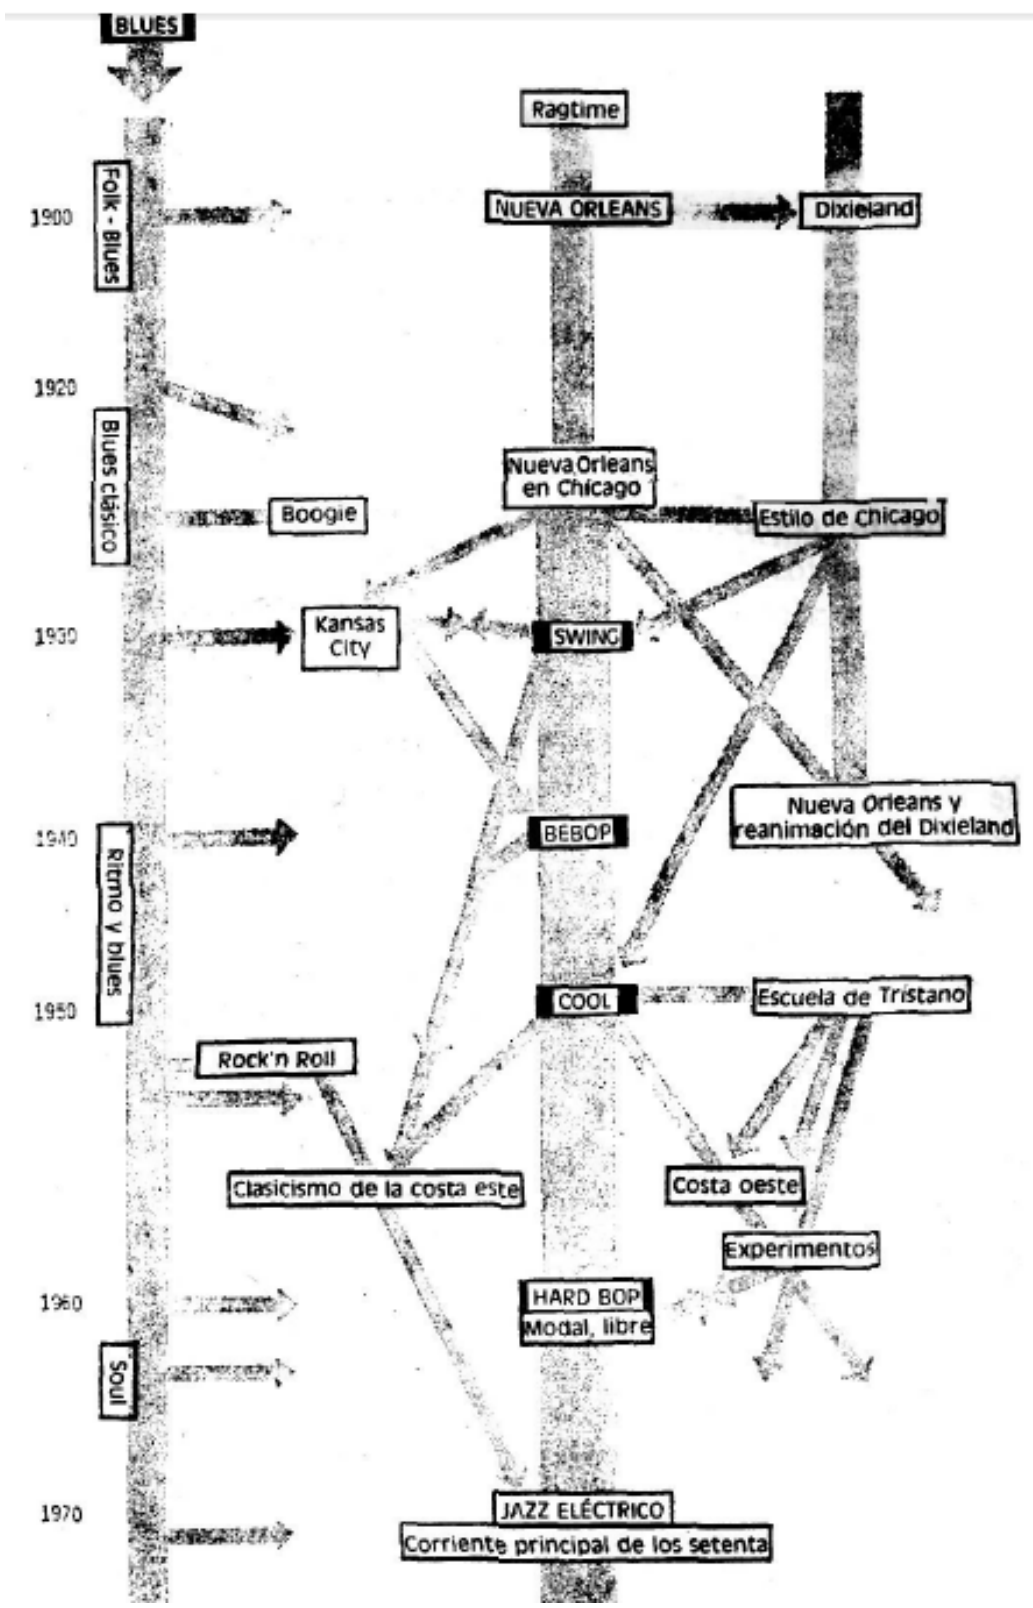 BLUES
Ragtime
Folk - Blues
1900
NUEVA ORLEANS
Dixieland
1920
Blues clásico
Nueva Orleans
en Chicago
Boogie
Estilo de Chicago
1930
Kansas
City
SWING
Nueva Orleans y
reanimación del Dixieland
1940
BEBOP
Ritmo y blues
1950
COOL
Escuela de Tristano
Rock'n Roll
Clasicismo de la costa este
Costa oeste
Experimentos
1960
HARD BOP
Modal, libre
Soul
1970
JAZZ ELÉCTRICO
Corriente principal de los setenta